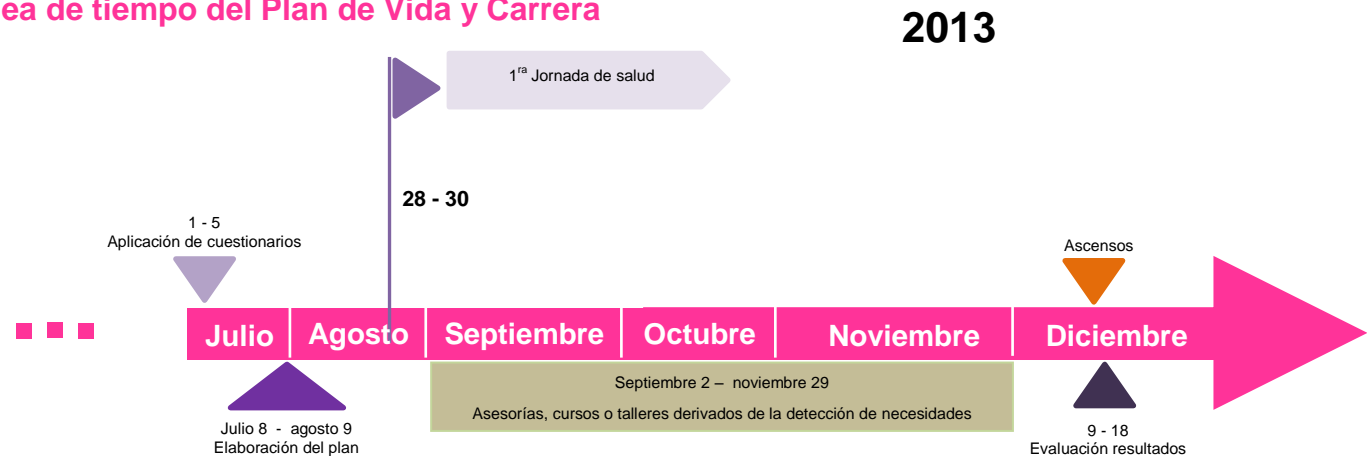 ea de tiempo del Plan de Vida y Carrera
2013
1ra Jornada de salud
28 - 30
1 - 5
Aplicación de cuestionarios
Ascensos
Julio
Agosto
Septiembre
Octubre
Noviembre
Diciembre
Septiembre 2 – noviembre 29
Asesorías, cursos o talleres derivados de la detección de necesidades
Julio 8 - agosto 9
Elaboración del plan
9 - 18
Evaluación resultados